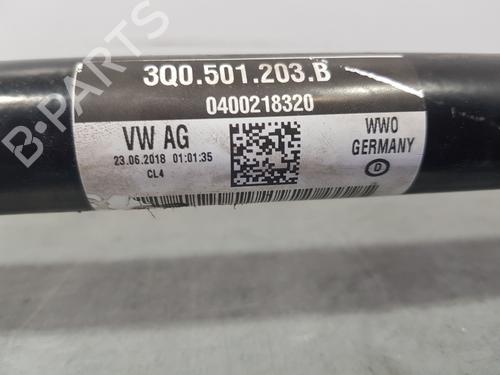 3Q0.501.203.B
0400218320
VW AG
23.06.2018 01:01:35
CL4
WWO
GERMANY
D
B-PARTS